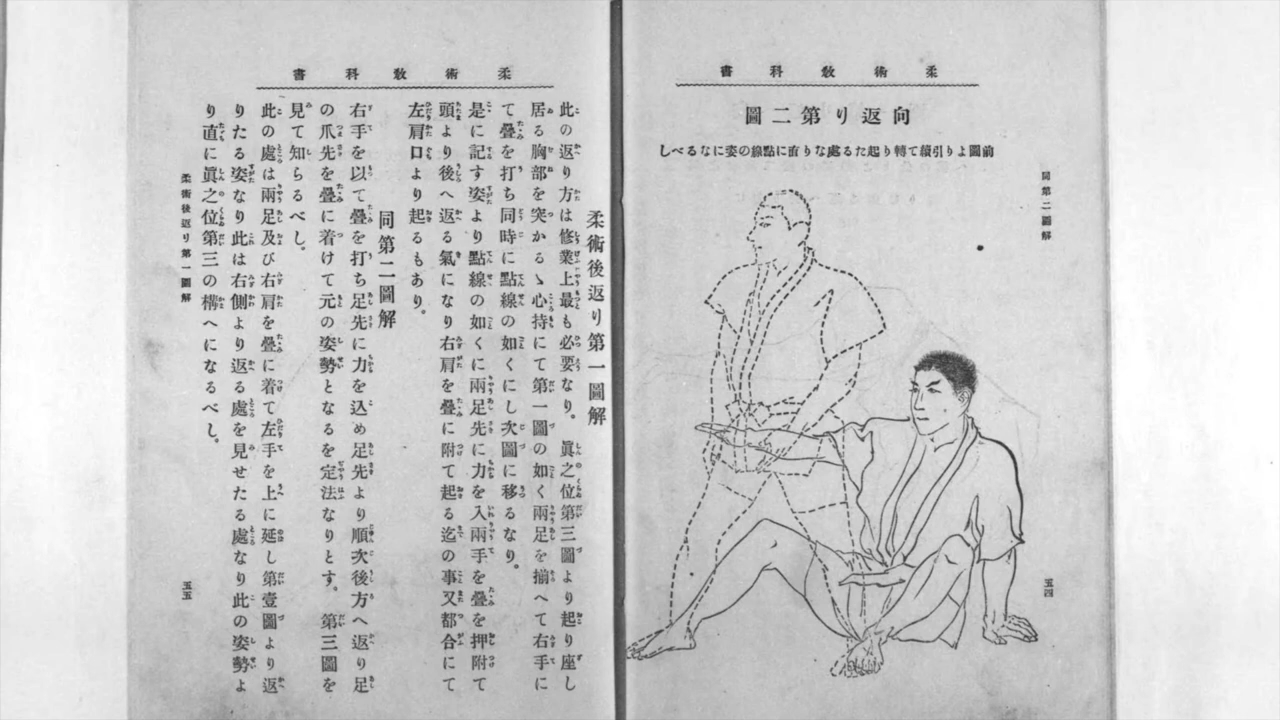 柔術教科書
向返り第二圖
前圖より引續て轉り起たる處なり直に點線の姿になるべし
同第二圖解
五四
柔術教科書
柔術後返り第一圖解
此の返り方は修業上最も必要なり。眞之位第三圖より起り座し
居る胸部を突かるゝ心持にて第一圖の如く兩足を揃へて右手に
て疊を打ち同時に點線の如くにし次圖に移るなり。
是に記す姿より點線の如くに兩足先に力を入兩手を疊を押附て
頭より後へ返る氣になり右肩を疊に附て起る迄の事又都合にて
左肩口より起るもあり。
同第二圖解
右手を以て疊を打ち足先に力を込め足先より順次後方へ返り足
の爪先を疊に着けて元の姿勢となるを定法なりとす。第三圖を
見て知らるべし。
此の處は兩足及び右肩を疊に着て左手を上に延し第壹圖より返
りたる姿なり此は右側より返る處を見せたる處なり此の姿勢よ
り直に眞之位第三の構へになるべし。
柔術後返り第一圖解
五五